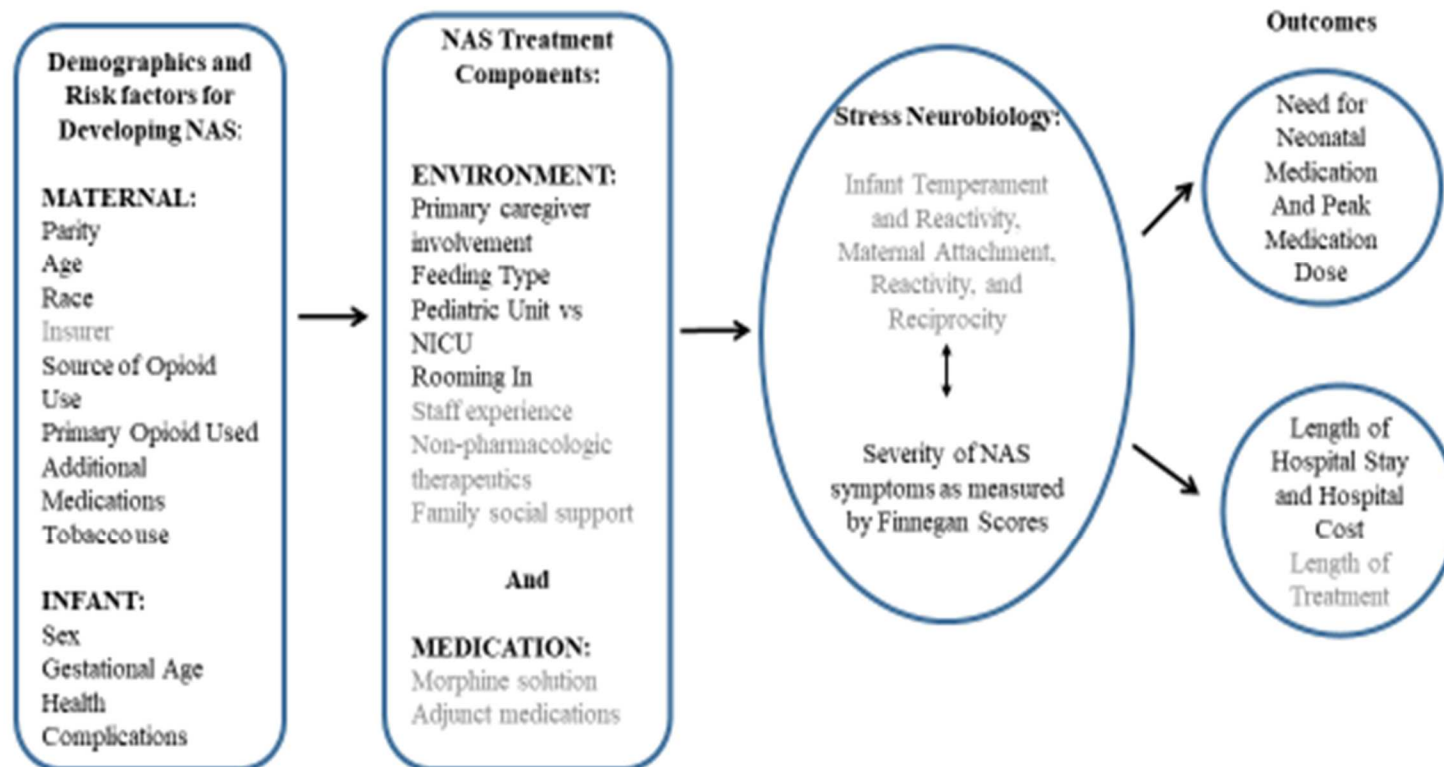 Demographics and
Risk factors for
Developing NAS:
MATERNAL:
Parity
Age
Race
Insurer
Source of Opioid
Use
Primary Opioid Used
Additional
Medications
Tobacco use
INFANT:
Sex
Gestational Age
Health
Complications
NAS Treatment
Components:
ENVIRONMENT:
Primary caregiver
involvement
Feeding Type
Pediatric Unit vs
NICU
Rooming In
Staff experience
Non-pharmacologic
therapeutics
Family social support
And
MEDICATION:
Morphine solution
Adjunct medications
Stress Neurobiology:
Infant Temperament
and Reactivity,
Maternal Attachment,
Reactivity, and
Reciprocity
Severity of NAS
symptoms as measured
by Finnegan Scores
Outcomes
Need for
Neonatal
Medication
And Peak
Medication
Dose
Length of
Hospital Stay
and Hospital
Cost
Length of
Treatment